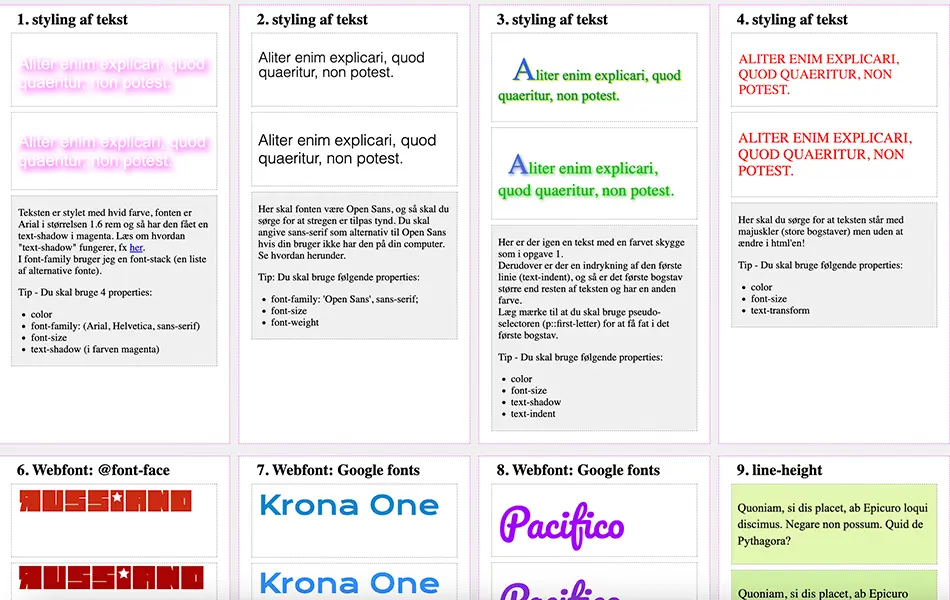 1. styling af tekst
Aliter enim explicari, quod
quaeritur, non potest.
Aliter enim explicari, quod
quaeritur, non potest.
Teksten er stylet med hvid farve, fonten er
Arial i størrelsen 1.6 rem og så har den fået en
text-shadow i magenta. Læs om hvordan
"text-shadow" fungerer, fx her.
I font-family bruger jeg en font-stack (en liste
af alternative fonte).
Tip - Du skal bruge 4 properties:
• color
• font-family: (Arial, Helvetica, sans-serif)
• font-size
• text-shadow (i farven magenta)
2. styling af tekst
Aliter enim explicari, quod
quaeritur, non potest.
Aliter enim explicari, quod
quaeritur, non potest.
Her skal fonten være Open Sans, og så skal du
sørge for at stregen er tilpas tynd. Du skal
angive sans-serif som alternativ til Open Sans
hvis din bruger ikke har den på din computer.
Se hvordan herunder.
Tip: Du skal bruge følgende properties:
• font-family: 'Open Sans', sans-serif;
• font-size
• font-weight
3. styling af tekst
Aliter enim explicari, quod
quaeritur, non potest.
Aliter enim explicari,
quod quaeritur, non potest.
Her er der igen en tekst med en farvet skygge
som i opgave 1.
Derudover er der en indrykning af den første
linie (text-indent), og så er det første bogstav
større end resten af teksten og har en anden
farve.
Læg mærke til at du skal bruge pseudo-
selectoren (p::first-letter) for at få fat i det
første bogstav.
Tip - Du skal bruge følgende properties:
• color
• font-size
• text-shadow
• text-indent
4. styling af tekst
ALITER ENIM EXPLICARI,
QUOD QUAERITUR, NON
POTEST.
ALITER ENIM EXPLICARI,
QUOD QUAERITUR, NON
POTEST.
Her skal du sørge for at teksten står med
majuskler (store bogstaver) men uden at
ændre i html'en!
Tip - Du skal bruge følgende properties:
• color
• font-size
• text-transform
6. Webfont: @font-face
RUSSIAND
RUSSIAND
7. Webfont: Google fonts
Krona One
Krona One
8. Webfont: Google fonts
Pacifico
Pacifico
9. line-height
Quoniam, si dis placet, ab Epicuro loqui
discimus. Negare non possum. Quid de
Pythagora?
Quoniam, si dis placet, ab Epicuro